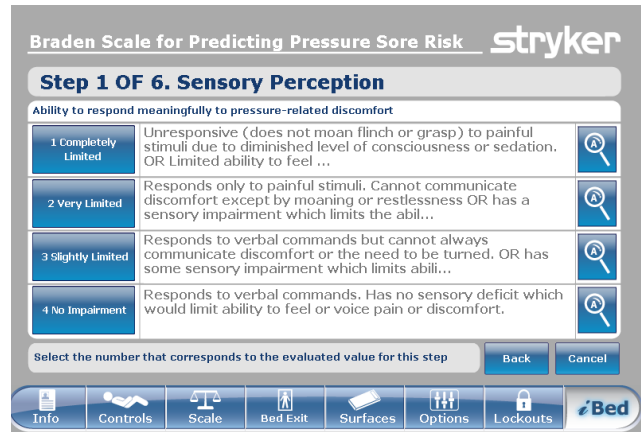 Braden Scale for Predicting Pressure Sore Risk
stryker
Step 1 OF 6. Sensory Perception
Ability to respond meaningfully to pressure-related discomfort
1 Completely
Limited
Unresponsive (does not moan flinch or grasp) to painful
stimuli due to diminished level of consciousness or sedation.
OR Limited ability to feel ...
A
2 Very Limited
Responds only to painful stimuli. Cannot communicate
discomfort except by moaning or restlessness OR has a
sensory impairment which limits the abil...
A
3 Slightly Limited
Responds to verbal commands but cannot always
communicate discomfort or the need to be turned. OR has
some sensory impairment which limits abili...
A
4 No Impairment
Responds to verbal commands. Has no sensory deficit which
would limit ability to feel or voice pain or discomfort.
A
Select the number that corresponds to the evaluated value for this step
Back
Cancel
Info
Controls
Scale
Bed Exit
Surfaces
Options
Lockouts
iBed